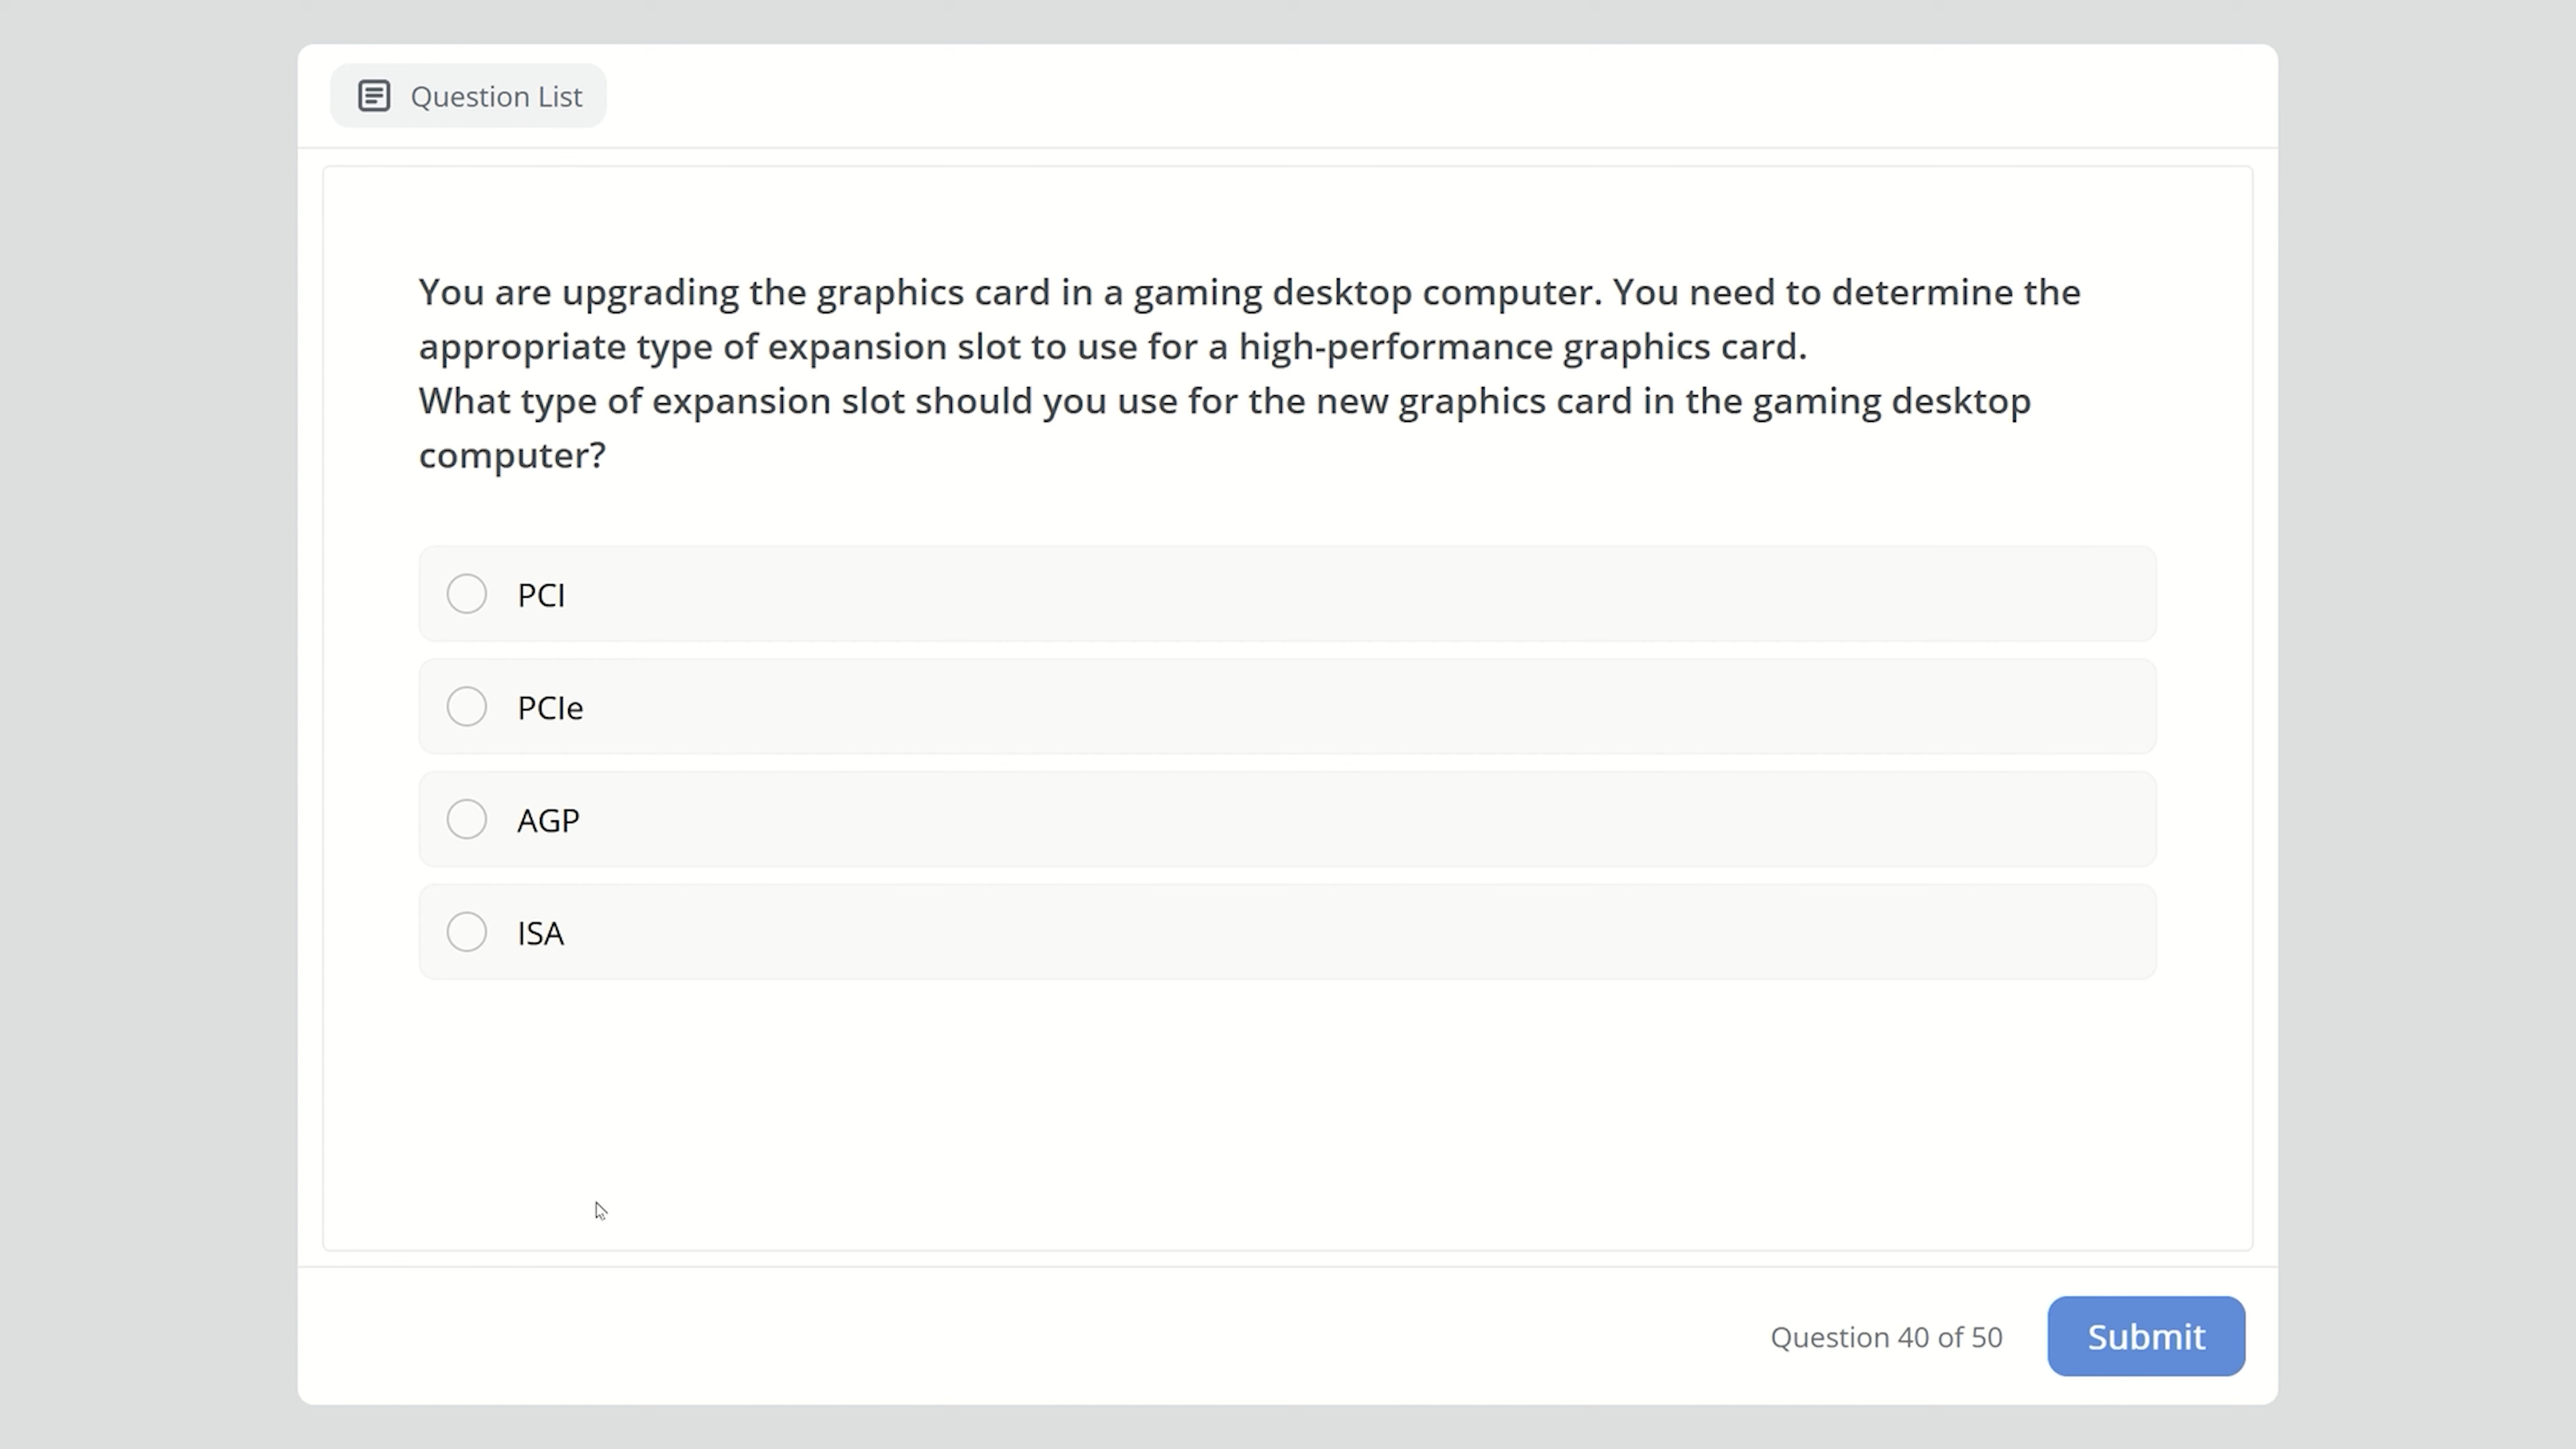 Question List
You are upgrading the graphics card in a gaming desktop computer. You need to determine the
appropriate type of expansion slot to use for a high-performance graphics card.
What type of expansion slot should you use for the new graphics card in the gaming desktop
computer?
PCI
PCIe
AGP
ISA
Question 40 of 50
Submit